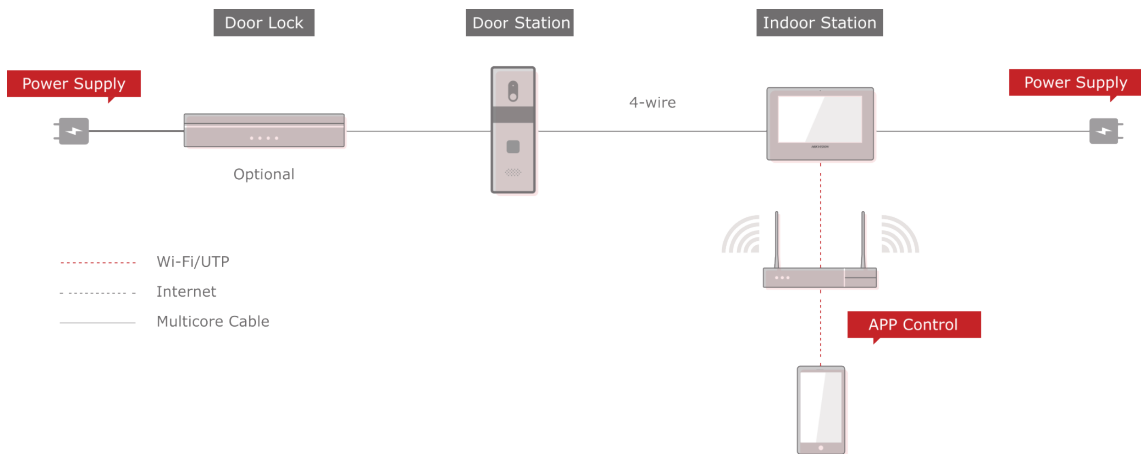 Door Lock
Door Station
Indoor Station
Power Supply
Power Supply
4-wire
Optional
Wi-Fi/UTP
Internet
Multicore Cable
APP Control